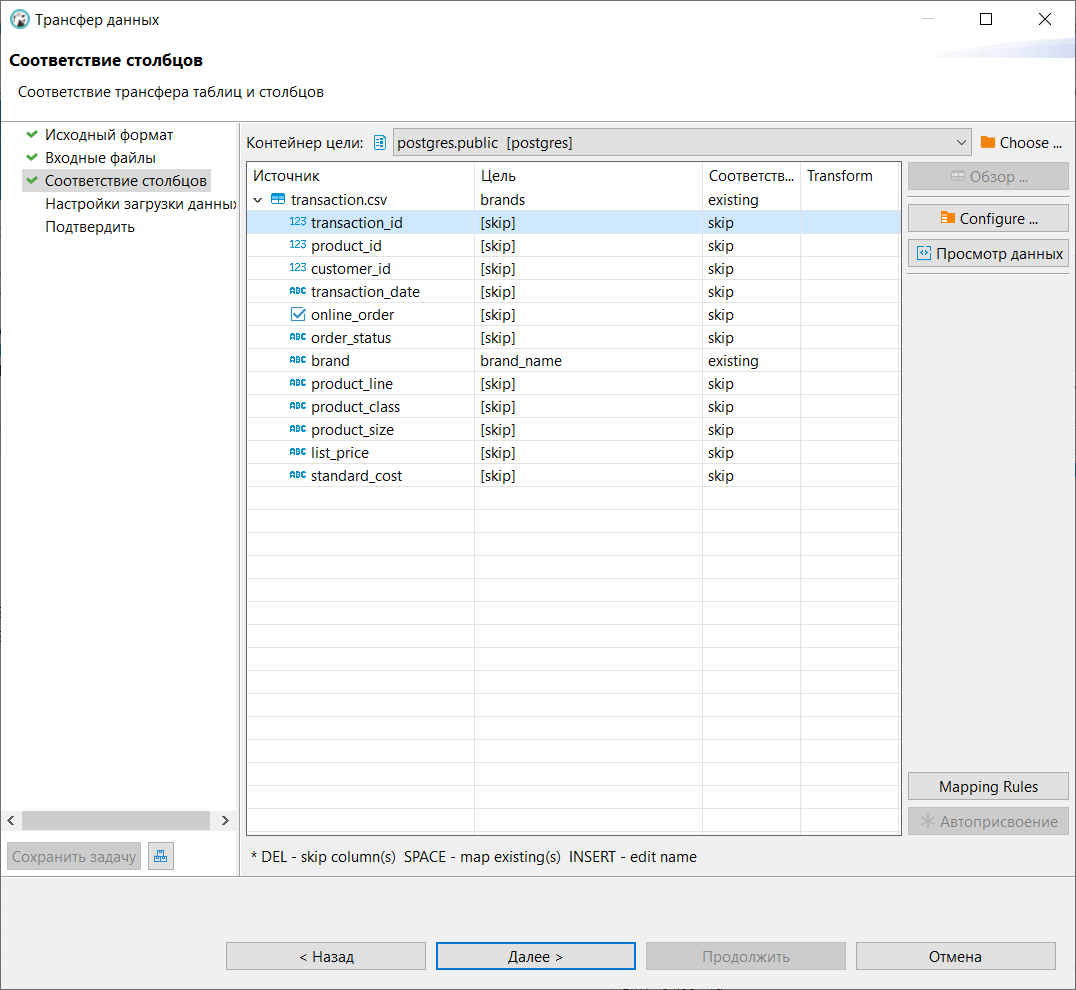 Трансфер данных
Соответствие столбцов
Соответствие трансфера таблиц и столбцов
Исходный формат
Входные файлы
Соответствие столбцов
Настройки загрузки данны
Подтвердить
Контейнер цели: postgres.public [postgres] Choose ...
Источник Цель Соответств... Transform
transaction.csv brands existing
123 transaction_id [skip] skip
123 product_id [skip] skip
123 customer_id [skip] skip
ABC transaction_date [skip] skip
online_order [skip] skip
ABC order_status [skip] skip
ABC brand brand_name existing
ABC product_line [skip] skip
ABC product_class [skip] skip
ABC product_size [skip] skip
ABC list_price [skip] skip
ABC standard_cost [skip] skip
Обзор ...
Configure ...
Просмотр данных
Mapping Rules
Автоприсвоение
Сохранить задачу
* DEL - skip column(s) SPACE - map existing(s) INSERT - edit name
< Назад Далее > Продолжить Отмена